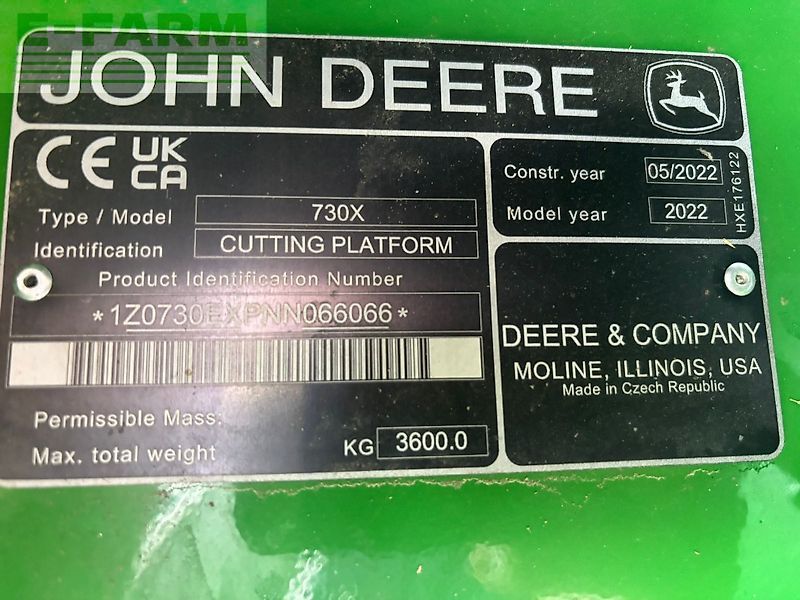 E-FARM
JOHN DEERE
CE UK
CA
Type / Model 730X
Identification CUTTING PLATFORM
Product Identification Number
*1Z0730EXPNN066066*
Permissible Mass:
Max. total weight KG 3600.0
Constr. year 05/2022
Model year 2022
HXE176122
DEERE & COMPANY
MOLINE, ILLINOIS, USA
Made in Czech Republic